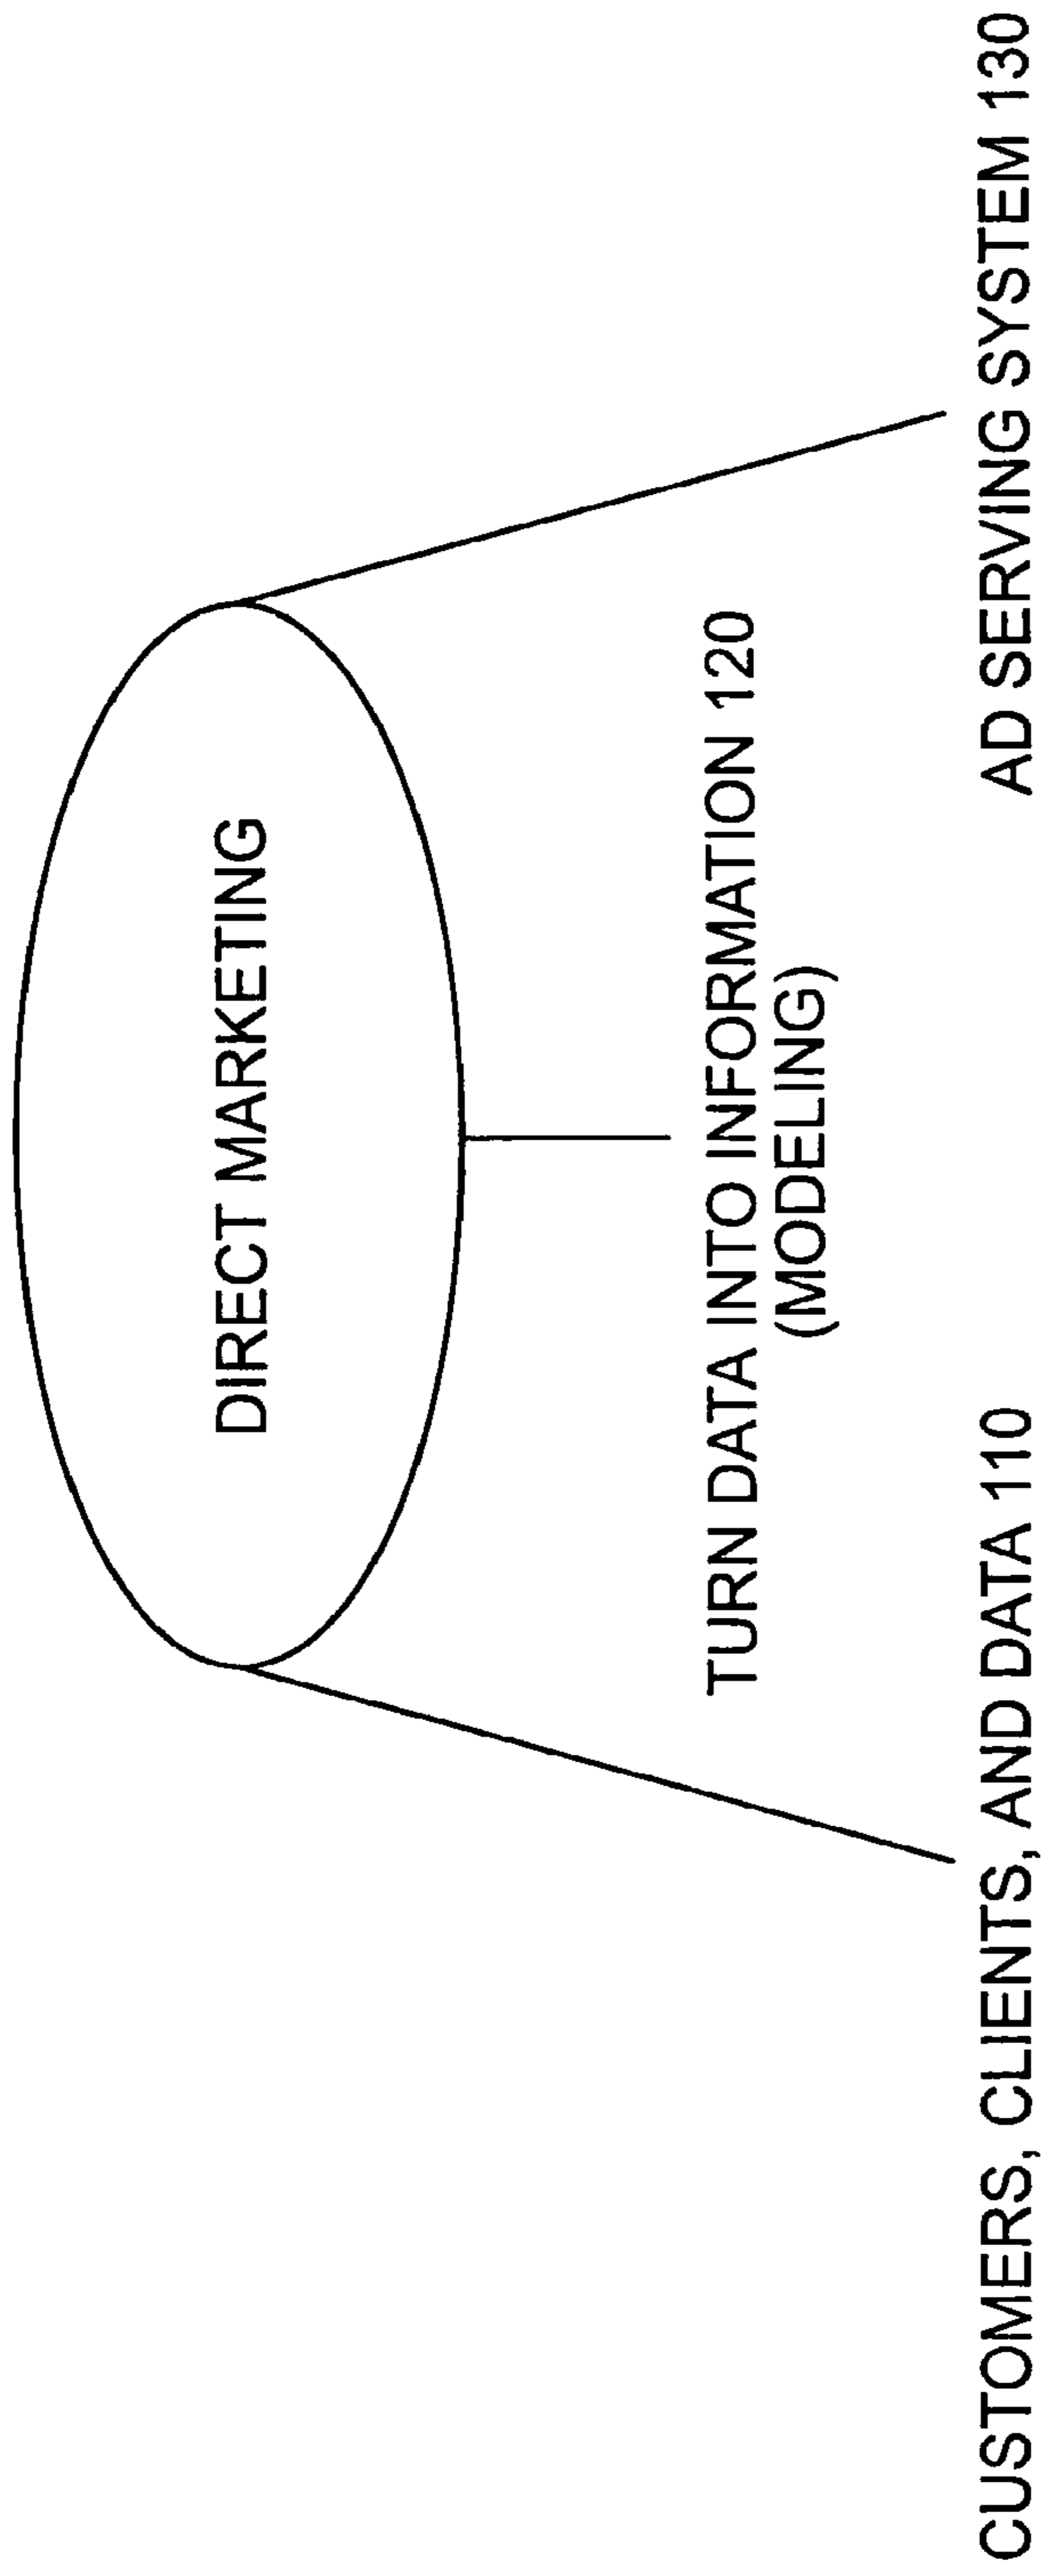 DIRECT MARKETING
TURN DATA INTO INFORMATION 120
(MODELING)
CUSTOMERS, CLIENTS, AND DATA 110
AD SERVING SYSTEM 130